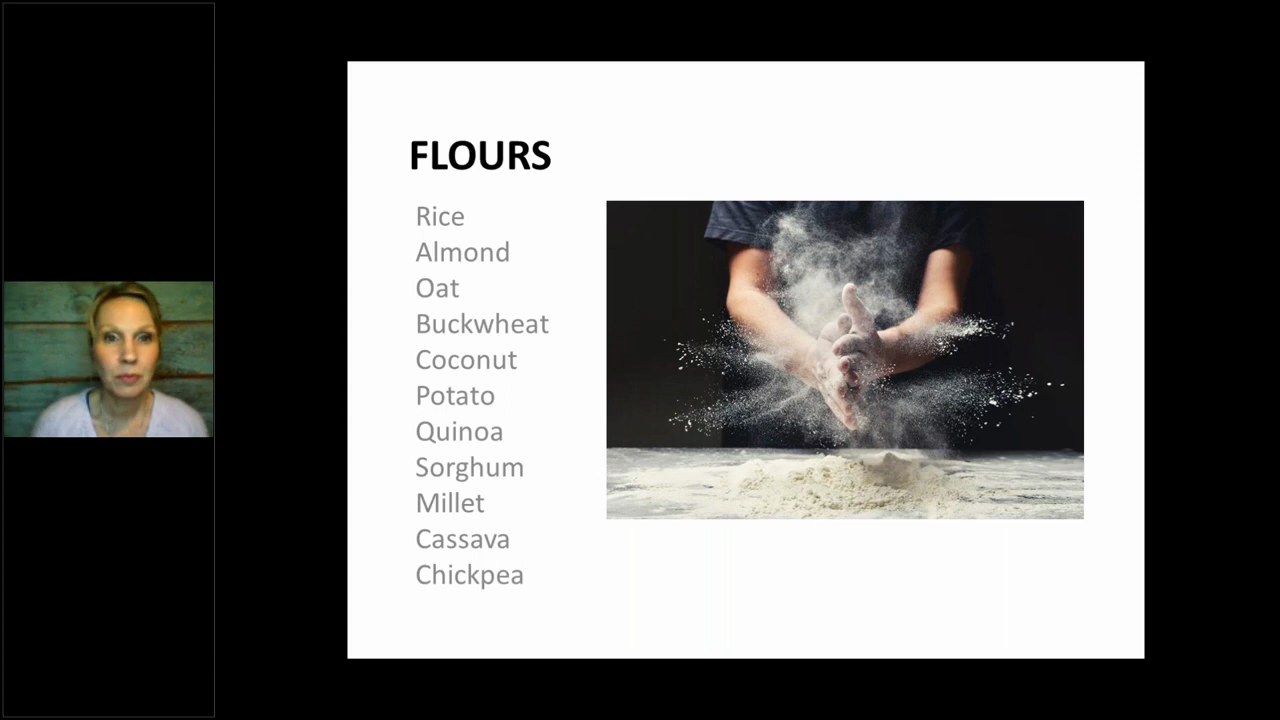 FLOURS
Rice
Almond
Oat
Buckwheat
Coconut
Potato
Quinoa
Sorghum
Millet
Cassava
Chickpea